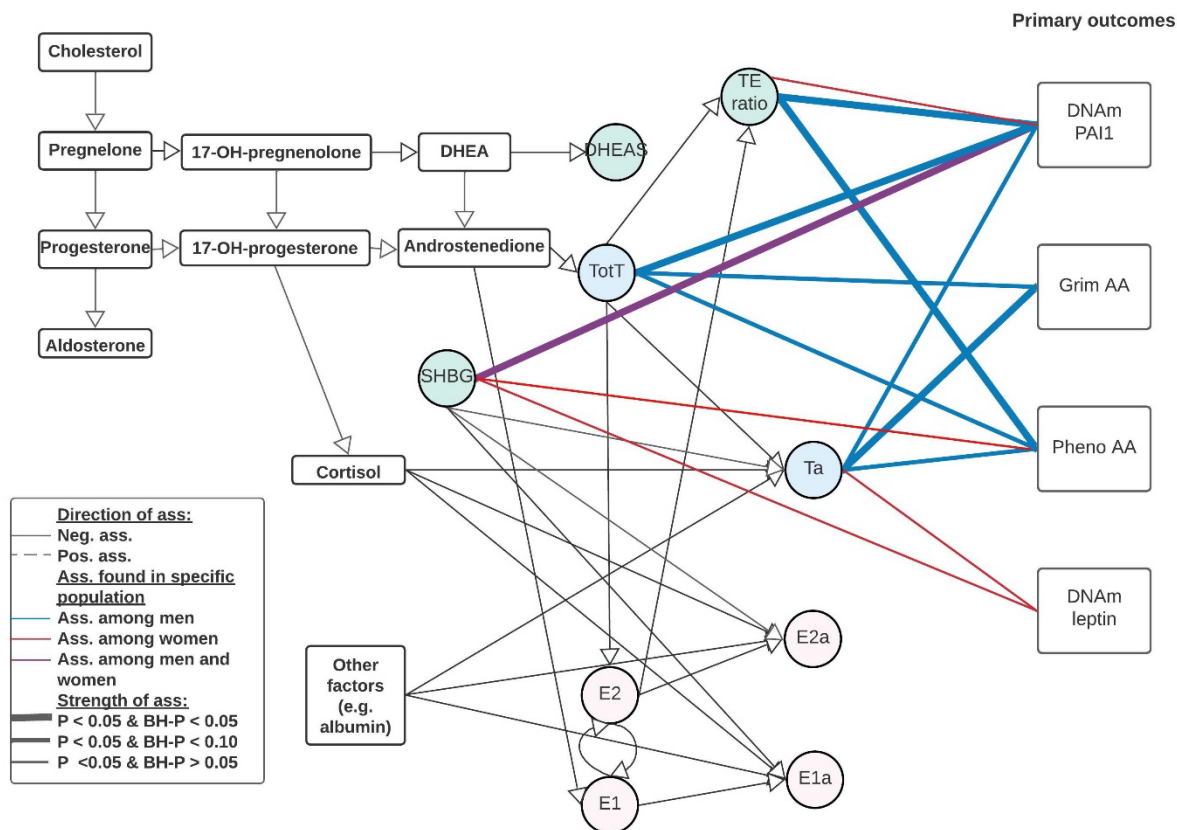 Primary outcomes
Cholesterol
TE
ratio
DNAm
PAI1
Pregnelone
17-OH-pregnenolone
DHEA
DHEAS
Progesterone
17-OH-progesterone
Androstenedione
TotT
Grim AA
Aldosterone
SHBG
Cortisol
Ta
Pheno AA
Direction of ass:
Neg. ass.
Pos. ass.
Ass. found in specific
population
Ass. among men
Ass. among women
Ass. among men and
women
Strength of ass:
P < 0.05 & BH-P < 0.05
P < 0.05 & BH-P < 0.10
P <0.05 & BH-P > 0.05
DNAm
leptin
E2a
Other
factors
(e.g.
albumin)
E2
E1a
E1